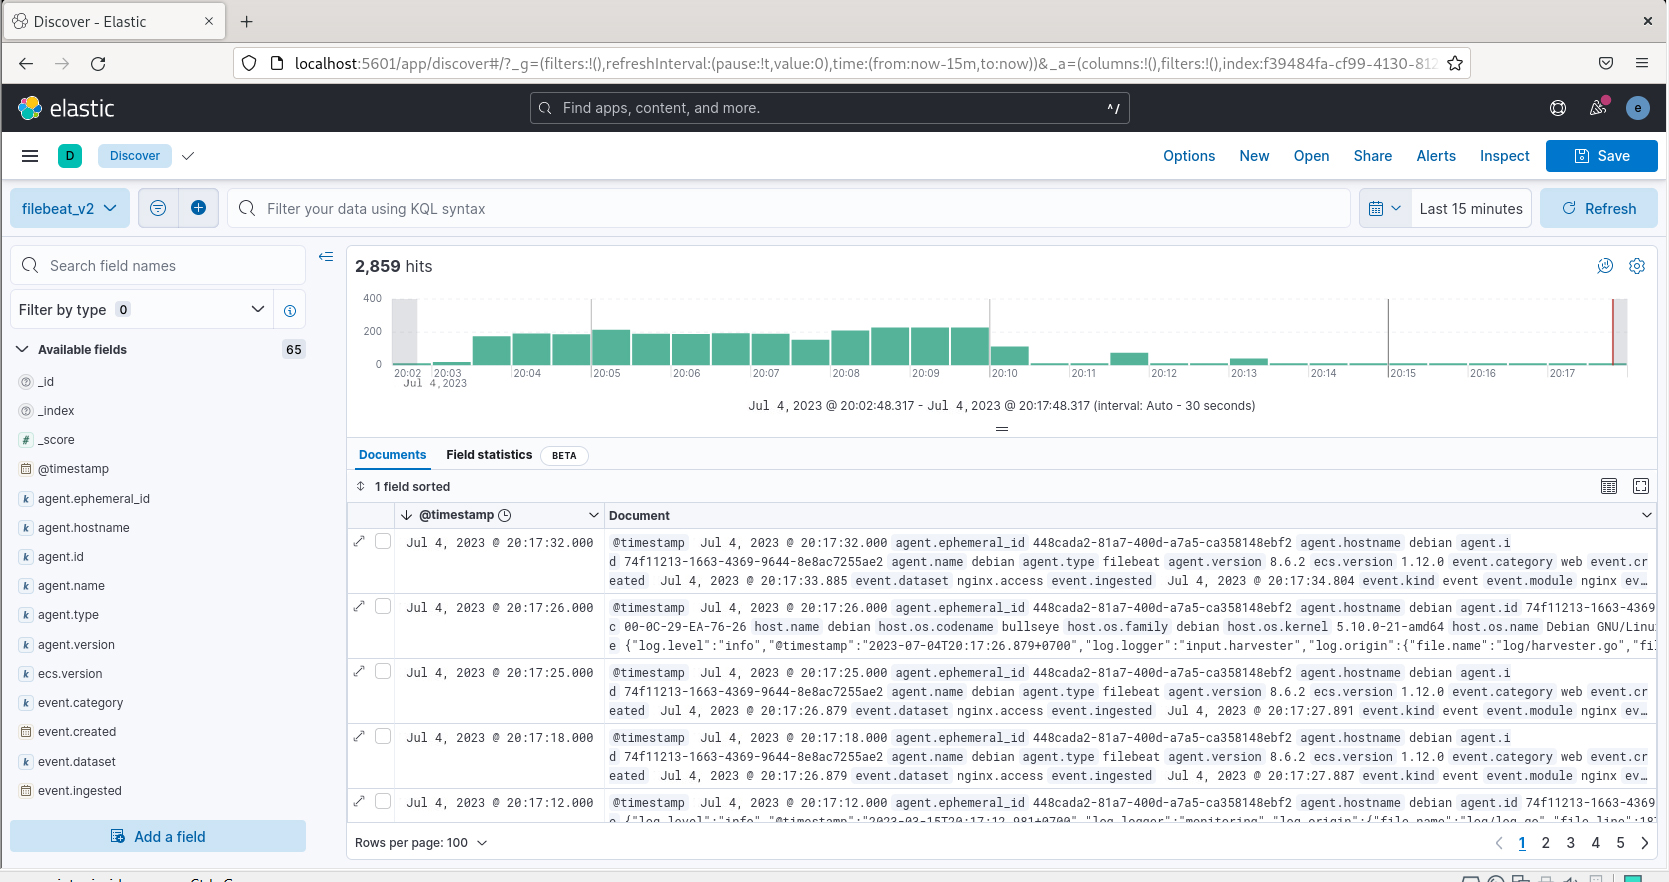 Discover - Elastic
localhost:5601/app/discover#/?_g=(filters:!(),refreshInterval:(pause:!t,value:0),time:(from:now-15m,to:now))&_a=(columns:!(),filters:!(),index:f39484fa-cf99-4130-812
elastic Find apps, content, and more. ^/ e
D Discover Options New Open Share Alerts Inspect Save
filebeat_v2 Filter your data using KQL syntax Last 15 minutes Refresh
Search field names
Filter by type 0
Available fields 65
_id
_index
_score
@timestamp
agent.ephemeral_id
agent.hostname
agent.id
agent.name
agent.type
agent.version
ecs.version
event.category
event.created
event.dataset
event.ingested
Add a field
2,859 hits
400
200
0
20:02 20:03 20:04 20:05 20:06 20:07 20:08 20:09 20:10 20:11 20:12 20:13 20:14 20:15 20:16 20:17
Jul 4, 2023
Jul 4, 2023 @ 20:02:48.317 - Jul 4, 2023 @ 20:17:48.317 (interval: Auto - 30 seconds)
Documents Field statistics BETA
1 field sorted
@timestamp Document
Jul 4, 2023 @ 20:17:32.000 @timestamp Jul 4, 2023 @ 20:17:32.000 agent.ephemeral_id 448cada2-81a7-400d-a7a5-ca358148ebf2 agent.hostname debian agent.i
d 74f11213-1663-4369-9644-8e8ac7255ae2 agent.name debian agent.type filebeat agent.version 8.6.2 ecs.version 1.12.0 event.category web event.cr
eated Jul 4, 2023 @ 20:17:33.885 event.dataset nginx.access event.ingested Jul 4, 2023 @ 20:17:34.804 event.kind event event.module nginx ev…
Jul 4, 2023 @ 20:17:26.000 @timestamp Jul 4, 2023 @ 20:17:26.000 agent.ephemeral_id 448cada2-81a7-400d-a7a5-ca358148ebf2 agent.hostname debian agent.id 74f11213-1663-4369
c 00-0C-29-EA-76-26 host.name debian host.os.codename bullseye host.os.family debian host.os.kernel 5.10.0-21-amd64 host.os.name Debian GNU/Linu
e {"log.level":"info","@timestamp":"2023-07-04T20:17:26.879+0700","log.logger":"input.harvester","log.origin":{"file.name":"log/harvester.go","fil
Jul 4, 2023 @ 20:17:25.000 @timestamp Jul 4, 2023 @ 20:17:25.000 agent.ephemeral_id 448cada2-81a7-400d-a7a5-ca358148ebf2 agent.hostname debian agent.i
d 74f11213-1663-4369-9644-8e8ac7255ae2 agent.name debian agent.type filebeat agent.version 8.6.2 ecs.version 1.12.0 event.category web event.cr
eated Jul 4, 2023 @ 20:17:26.879 event.dataset nginx.access event.ingested Jul 4, 2023 @ 20:17:27.891 event.kind event event.module nginx ev…
Jul 4, 2023 @ 20:17:18.000 @timestamp Jul 4, 2023 @ 20:17:18.000 agent.ephemeral_id 448cada2-81a7-400d-a7a5-ca358148ebf2 agent.hostname debian agent.i
d 74f11213-1663-4369-9644-8e8ac7255ae2 agent.name debian agent.type filebeat agent.version 8.6.2 ecs.version 1.12.0 event.category web event.cr
eated Jul 4, 2023 @ 20:17:26.879 event.dataset nginx.access event.ingested Jul 4, 2023 @ 20:17:27.887 event.kind event event.module nginx ev…
Jul 4, 2023 @ 20:17:12.000 @timestamp Jul 4, 2023 @ 20:17:12.000 agent.ephemeral_id 448cada2-81a7-400d-a7a5-ca358148ebf2 agent.hostname debian agent.id 74f11213-1663-4369
Rows per page: 100 1 2 3 4 5